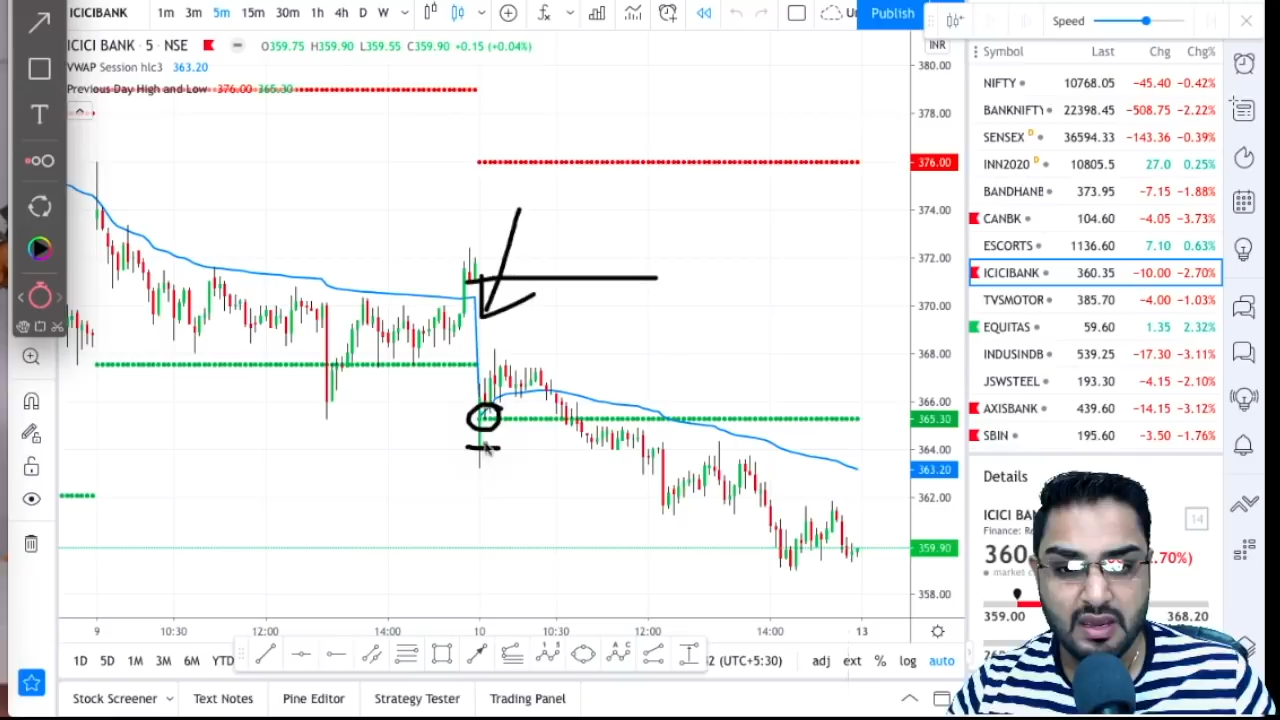 ICICIBANK 1m 3m 5m 15m 30m 1h 4h D W Publish Speed
ICICI BANK · 5 · NSE O359.75 H359.90 L359.55 C359.90 +0.15 (+0.04%) INR
VWAP Session hlc3 363.20
Previous Day High and Low 376.00 365.30
380.00
378.00
376.00
374.00
372.00
370.00
368.00
366.00
365.30
364.00
363.20
362.00
359.90
358.00
9 10:30 12:00 14:00 10 10:30 12:00 14:00 13
1D 5D 1M 3M 6M YTD (UTC+5:30) adj ext % log auto
Stock Screener Text Notes Pine Editor Strategy Tester Trading Panel
Symbol Last Chg Chg%
NIFTY 10768.05 -45.40 -0.42%
BANKNIFTY 22398.45 -508.75 -2.22%
SENSEX D 36594.33 -143.36 -0.39%
INN2020 D 10805.5 27.0 0.25%
BANDHANB 373.95 -7.15 -1.88%
CANBK 104.60 -4.05 -3.73%
ESCORTS 1136.60 7.10 0.63%
ICICIBANK 360.35 -10.00 -2.70%
TVSMOTOR 385.70 -4.00 -1.03%
EQUITAS 59.60 1.35 2.32%
INDUSINDB 539.25 -17.30 -3.11%
JSWSTEEL 193.30 -4.15 -2.10%
AXISBANK 439.60 -14.15 -3.12%
SBIN 195.60 -3.50 -1.76%
Details
ICICI 14
Finance:
360 .70%)
359.00 368.20